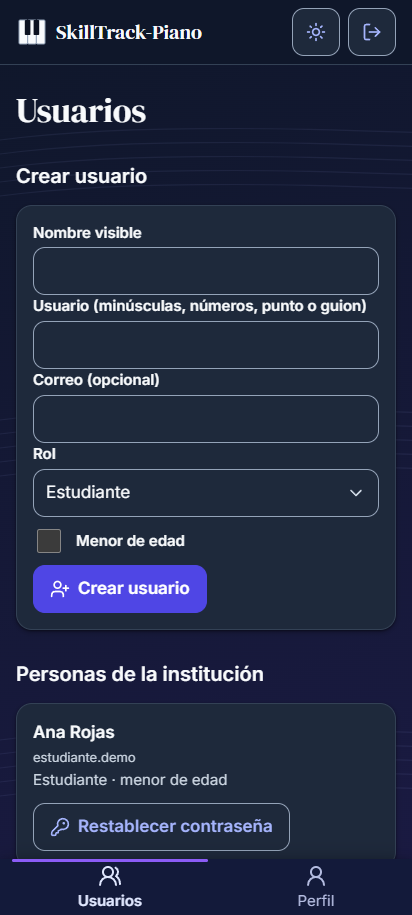 SkillTrack-Piano
Usuarios
Crear usuario
Nombre visible
Usuario (minúsculas, números, punto o guion)
Correo (opcional)
Rol
Estudiante
Menor de edad
Crear usuario
Personas de la institución
Ana Rojas
estudiante.demo
Estudiante · menor de edad
Restablecer contraseña
Usuarios
Perfil